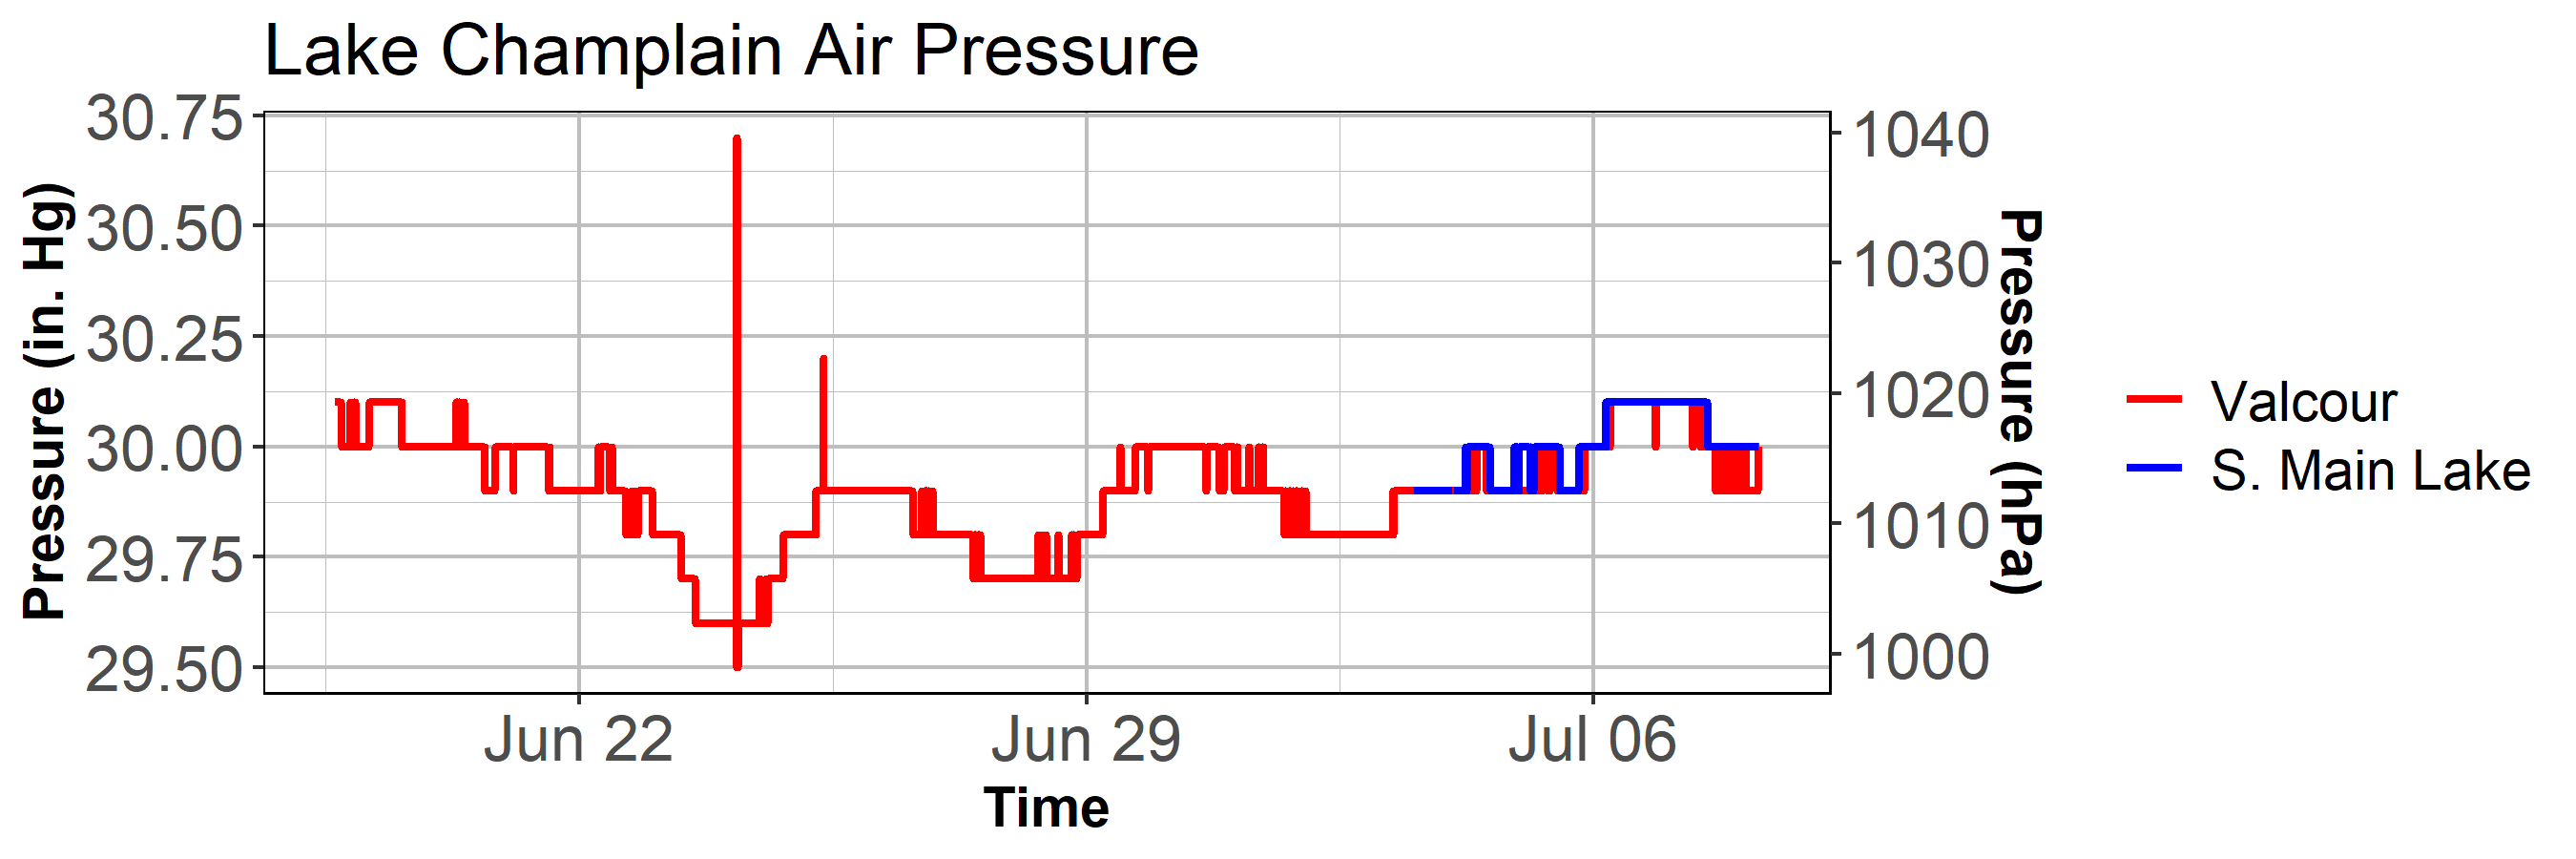 Lake Champlain Air Pressure
Pressure (in. Hg)
30.75
30.50
30.25
30.00
29.75
29.50
1040
1030
1020
1010
1000
Pressure (hPa)
Jun 22
Jun 29
Jul 06
Time
Valcour
S. Main Lake